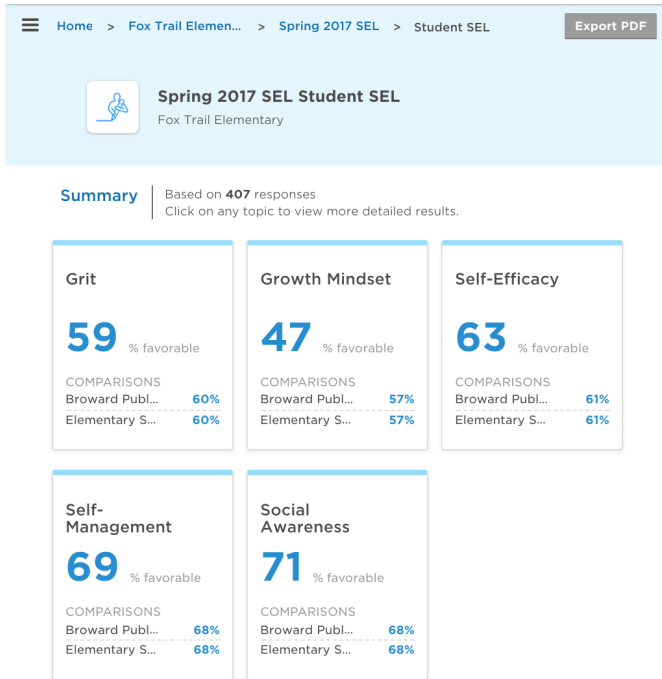 Home > Fox Trail Elemen... > Spring 2017 SEL > Student SEL
Export PDF
Spring 2017 SEL Student SEL
Fox Trail Elementary
Summary
Based on 407 responses
Click on any topic to view more detailed results.
Grit
59 % favorable
COMPARISONS
Broward Publ... 60%
Elementary S... 60%
Growth Mindset
47 % favorable
COMPARISONS
Broward Publ... 57%
Elementary S... 57%
Self-Efficacy
63 % favorable
COMPARISONS
Broward Publ... 61%
Elementary S... 61%
Self-
Management
69 % favorable
COMPARISONS
Broward Publ... 68%
Elementary S... 68%
Social
Awareness
71 % favorable
COMPARISONS
Broward Publ... 68%
Elementary S... 68%